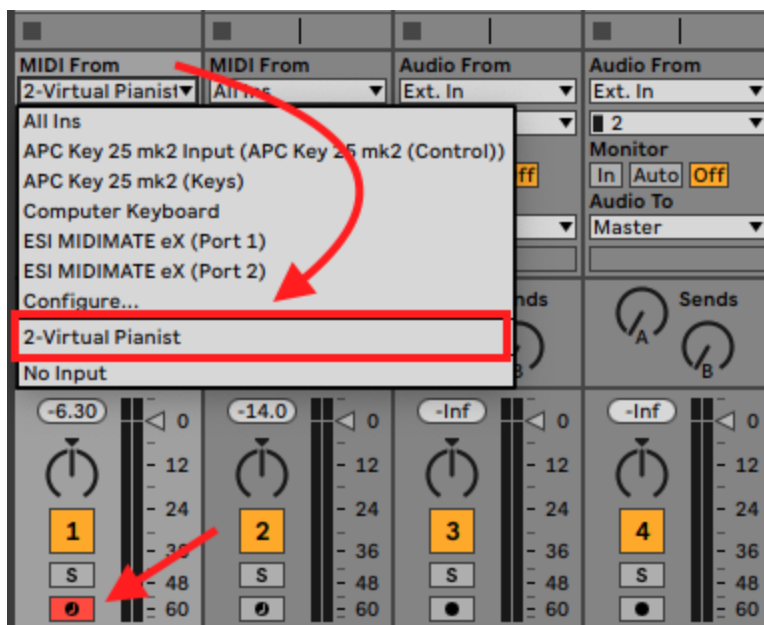 MIDI From MIDI From Audio From Audio From
2-Virtual Pianist All Ins Ext. In Ext. In
All Ins
APC Key 25 mk2 Input (APC Key 25 mk2 (Control))
APC Key 25 mk2 (Keys)
Computer Keyboard
ESI MIDIMATE eX (Port 1)
ESI MIDIMATE eX (Port 2)
Configure...
2-Virtual Pianist
No Input
2
Monitor
In Auto Off
Audio To
Master
Sends
A
B
-6.30 -14.0 -Inf -Inf
0 0 0 0
12 12 12 12
24 24 24 24
1 2 3 4
36 36 36 36
S S S S
48 48 48 48
60 60 60 60